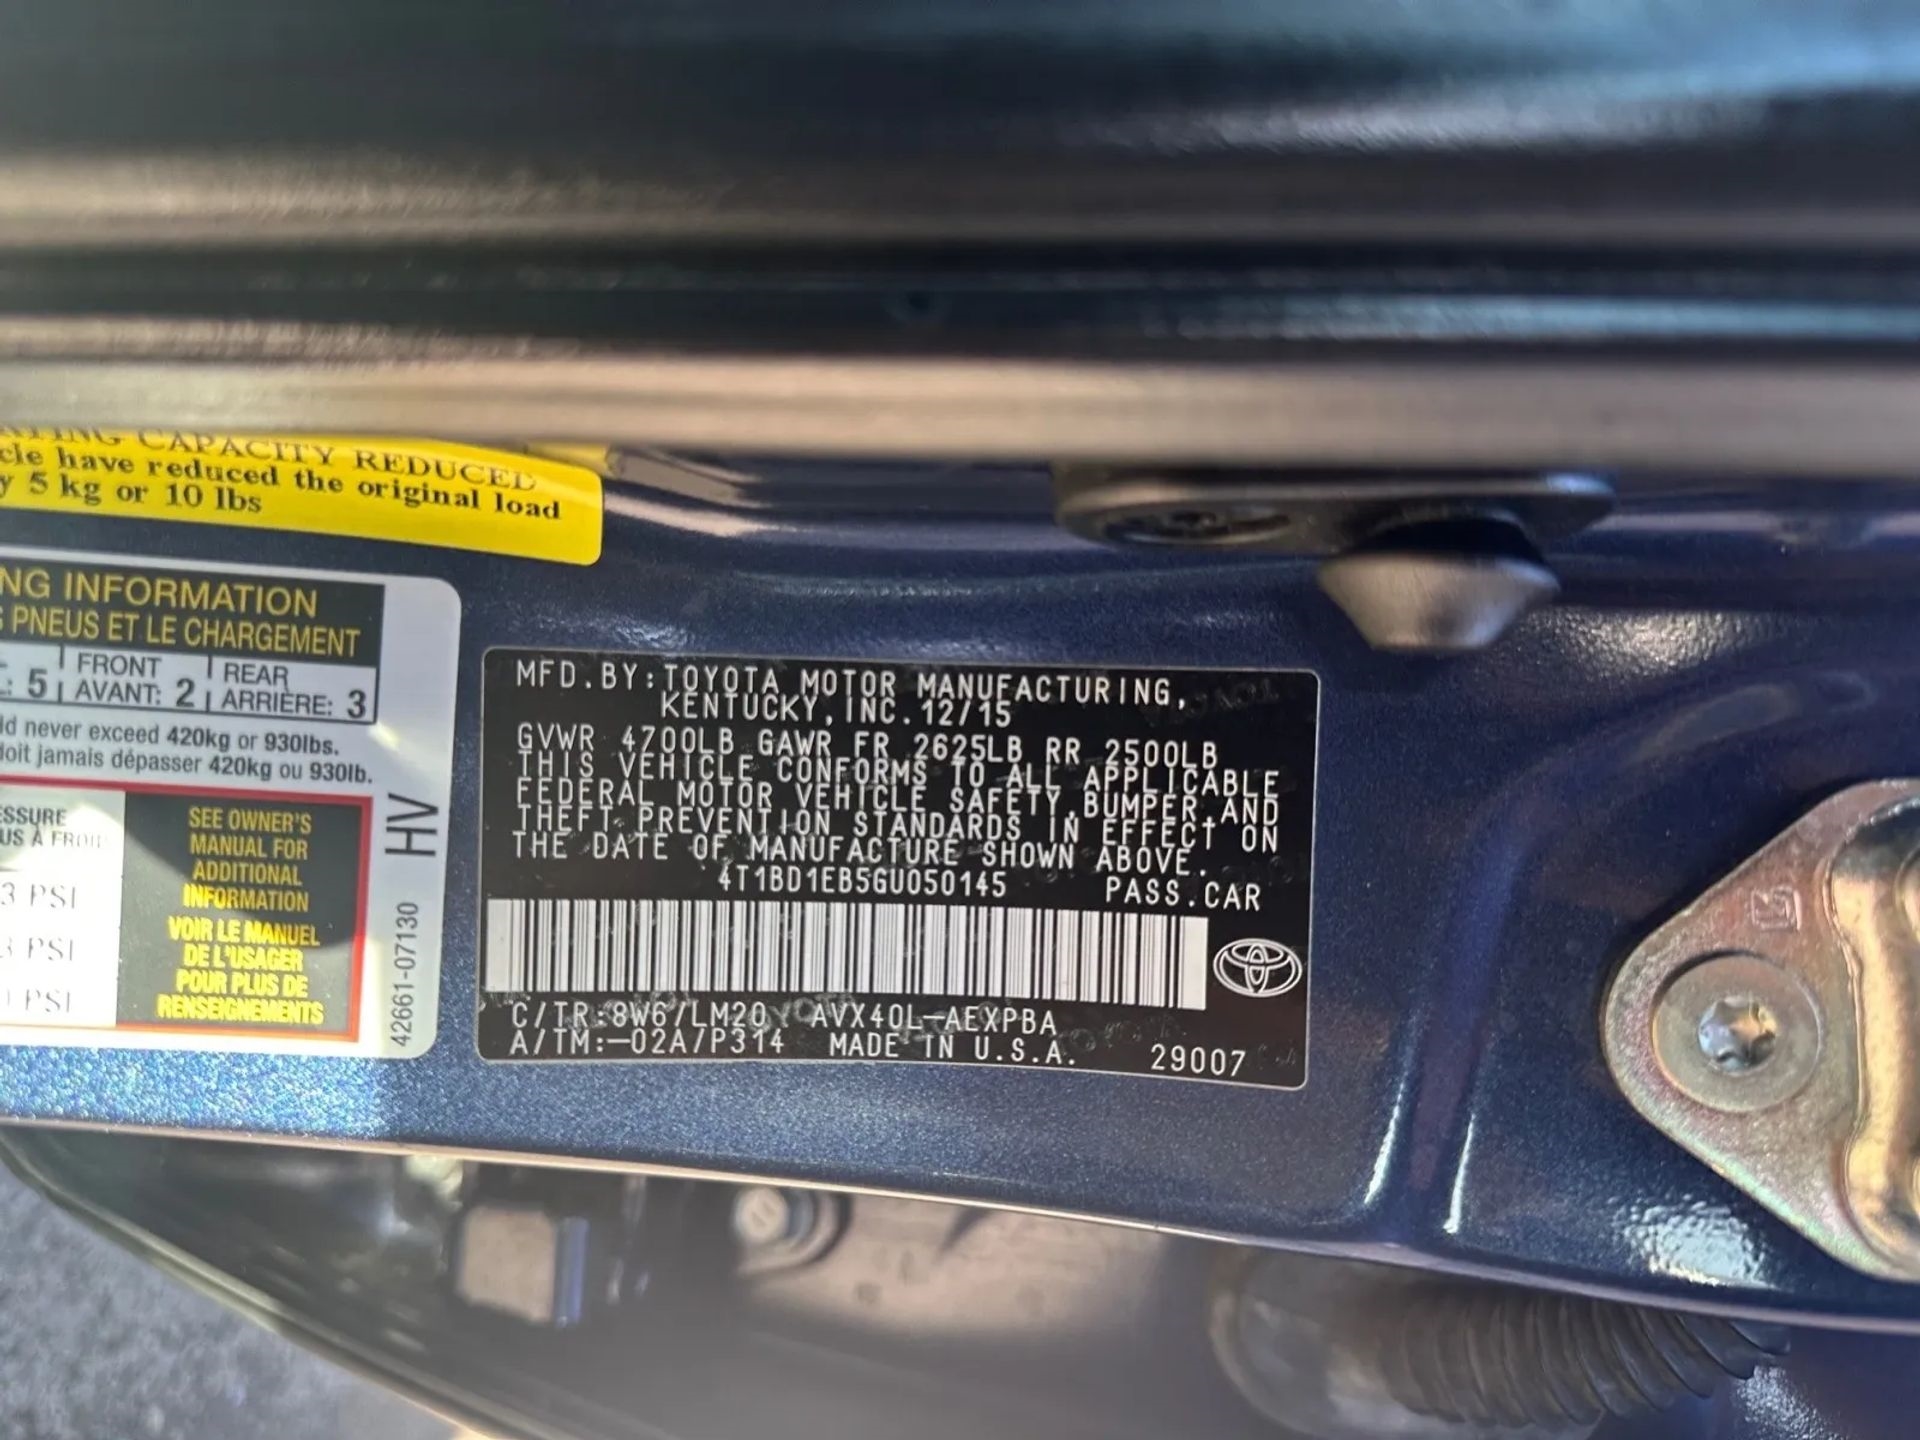 CAPACITY REDUCED
have reduced the original load
5 kg or 10 lbs
INFORMATION
PNEUS ET LE CHARGEMENT
5 FRONT REAR
AVANT: 2 ARRIÈRE: 3
never exceed 420kg or 930lbs.
doit jamais dépasser 420kg ou 930lb.
SEE OWNER'S
MANUAL FOR
ADDITIONAL
INFORMATION
VOIR LE MANUEL
DE L'USAGER
POUR PLUS DE
RENSEIGNEMENTS
PSI
PSI
PSI
HV
42661-07130
MFD.BY:TOYOTA MOTOR MANUFACTURING,
KENTUCKY,INC.12/15
GVWR 4700LB GAWR FR 2625LB RR 2500LB
THIS VEHICLE CONFORMS TO ALL APPLICABLE
FEDERAL MOTOR VEHICLE SAFETY,BUMPER,AND
THEFT PREVENTION STANDARDS IN EFFECT ON
THE DATE OF MANUFACTURE SHOWN ABOVE.
4T1BD1EB5GU050145 PASS.CAR
C/TR:8W6/LM20 AVX40L-AEXPBA
A/TM:-02A/P314 MADE IN U.S.A. 29007